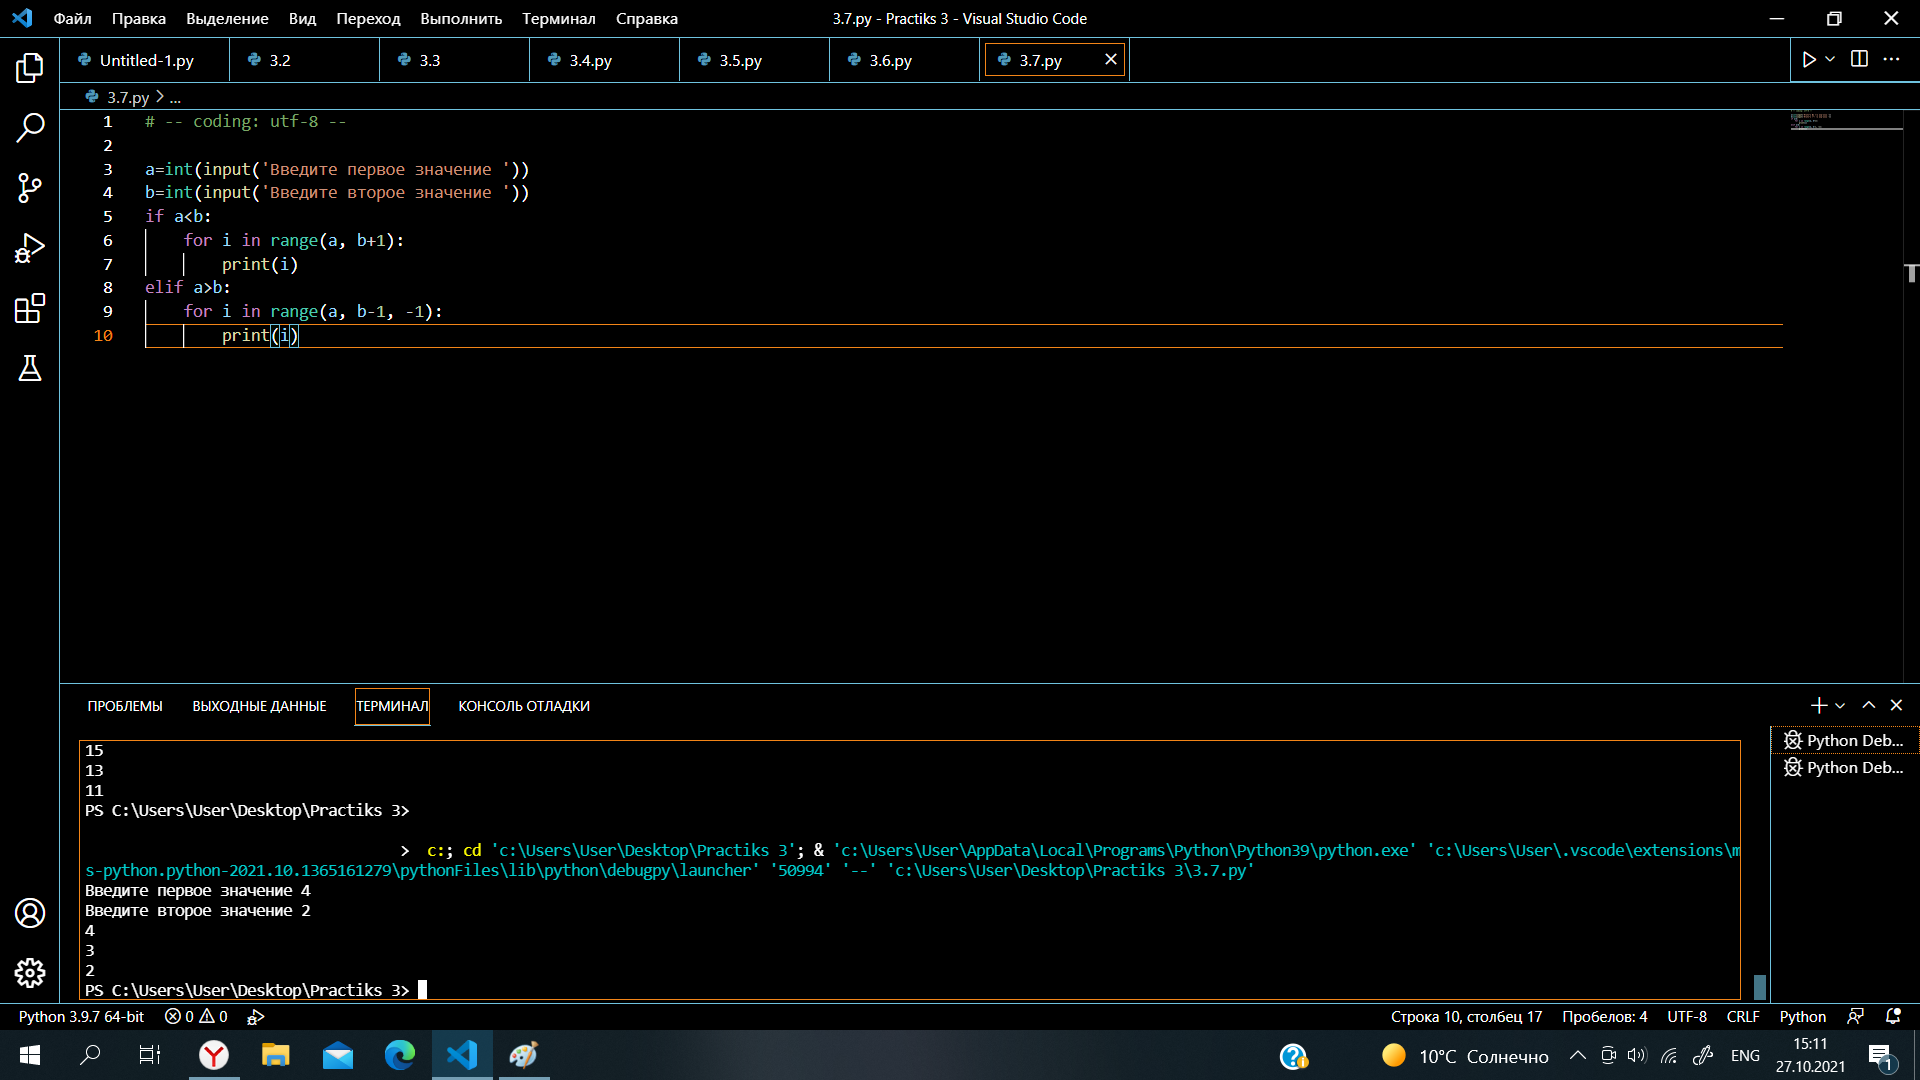 Файл Правка Выделение Вид Переход Выполнить Терминал Справка 3.7.py - Practiks 3 - Visual Studio Code
Untitled-1.py 3.2 3.3 3.4.py 3.5.py 3.6.py 3.7.py
3.7.py > ...
1 # -- coding: utf-8 --
2
3 a=int(input('Введите первое значение '))
4 b=int(input('Введите второе значение '))
5 if a<b:
6 for i in range(a, b+1):
7 print(i)
8 elif a>b:
9 for i in range(a, b-1, -1):
10 print(i)
ПРОБЛЕМЫ ВЫХОДНЫЕ ДАННЫЕ ТЕРМИНАЛ КОНСОЛЬ ОТЛАДКИ
Python Deb...
Python Deb...
15
13
11
PS C:\Users\User\Desktop\Practiks 3>
> c:; cd 'c:\Users\User\Desktop\Practiks 3'; & 'c:\Users\User\AppData\Local\Programs\Python\Python39\python.exe' 'c:\Users\User\.vscode\extensions\m
s-python.python-2021.10.1365161279\pythonFiles\lib\python\debugpy\launcher' '50994' '--' 'c:\Users\User\Desktop\Practiks 3\3.7.py'
Введите первое значение 4
Введите второе значение 2
4
3
2
PS C:\Users\User\Desktop\Practiks 3>
Python 3.9.7 64-bit 0 0 Строка 10, столбец 17 Пробелов: 4 UTF-8 CRLF Python
10°C Солнечно ENG 15:11
27.10.2021 1